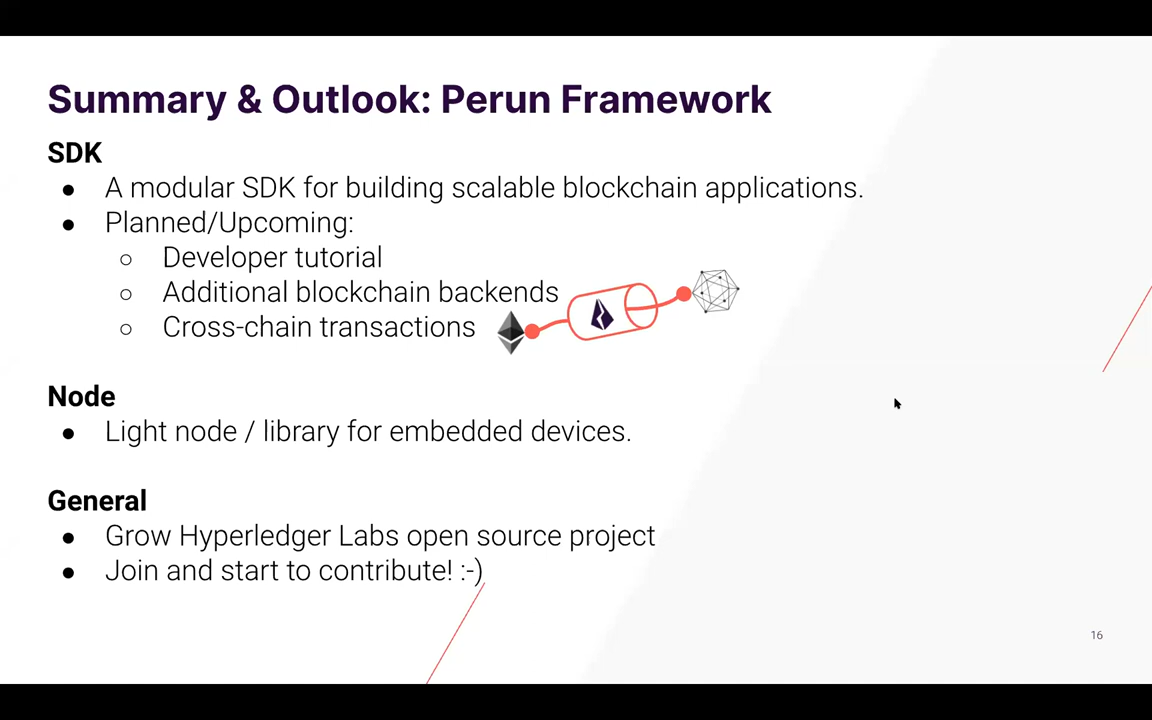 Summary & Outlook: Perun Framework
SDK
● A modular SDK for building scalable blockchain applications.
● Planned/Upcoming:
○ Developer tutorial
○ Additional blockchain backends
○ Cross-chain transactions
Node
● Light node / library for embedded devices.
General
● Grow Hyperledger Labs open source project
● Join and start to contribute! :-)
16